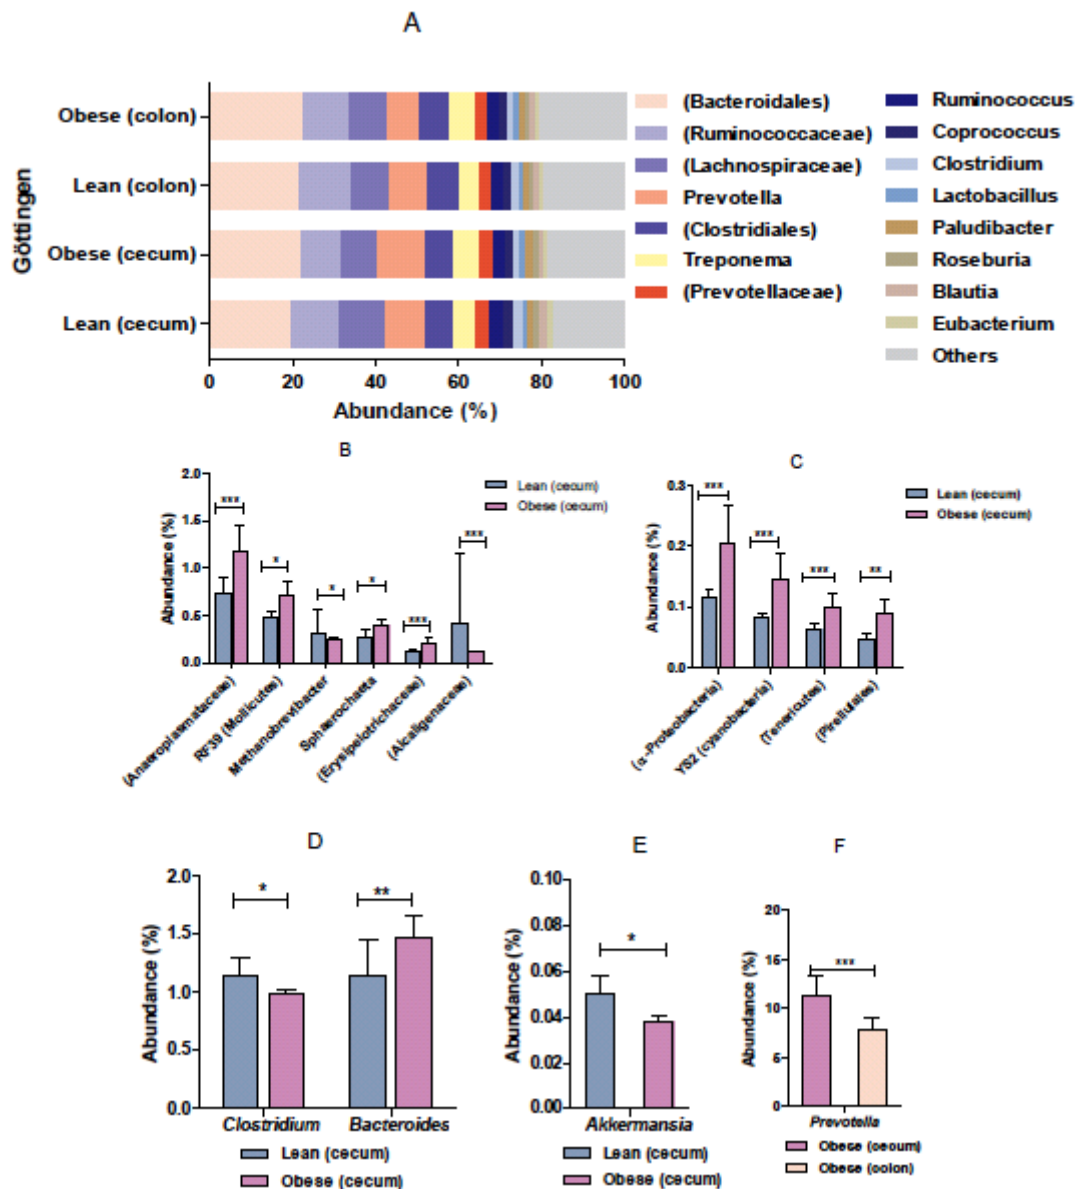 A
Göttingen
Obese (colon)
Lean (colon)
Obese (cecum)
Lean (cecum)
0 20 40 60 80 100
Abundance (%)
(Bacteroidales)
(Ruminococcaceae)
(Lachnospiraceae)
Prevotella
(Clostridiales)
Treponema
(Prevotellaceae)
Ruminococcus
Coprococcus
Clostridium
Lactobacillus
Paludibacter
Roseburia
Blautia
Eubacterium
Others
B
Abundance (%)
2.0
1.5
1.0
0.5
0.0
*** * * * *** ***
Lean (cecum)
Obese (cecum)
(Anaeroplasmataceae)
RF39 (Mollicutes)
Methanobrevibacter
Sphaerochaeta
(Erysipelotrichaceae)
(Alcaligenaceae)
C
Abundance (%)
0.3
0.2
0.1
0.0
*** *** *** **
Lean (cecum)
Obese (cecum)
(α-Proteobacteria)
YS2 (cyanobacteria)
(Tenericutes)
(Pirellulales)
D
Abundance (%)
2.0
1.5
1.0
0.5
0.0
* **
Clostridium Bacteroides
Lean (cecum)
Obese (cecum)
E
Abundance (%)
0.10
0.08
0.06
0.04
0.02
0.00
*
Akkermansia
Lean (cecum)
Obese (cecum)
F
Abundance (%)
20
15
10
5
0
***
Prevotella
Obese (cecum)
Obese (colon)